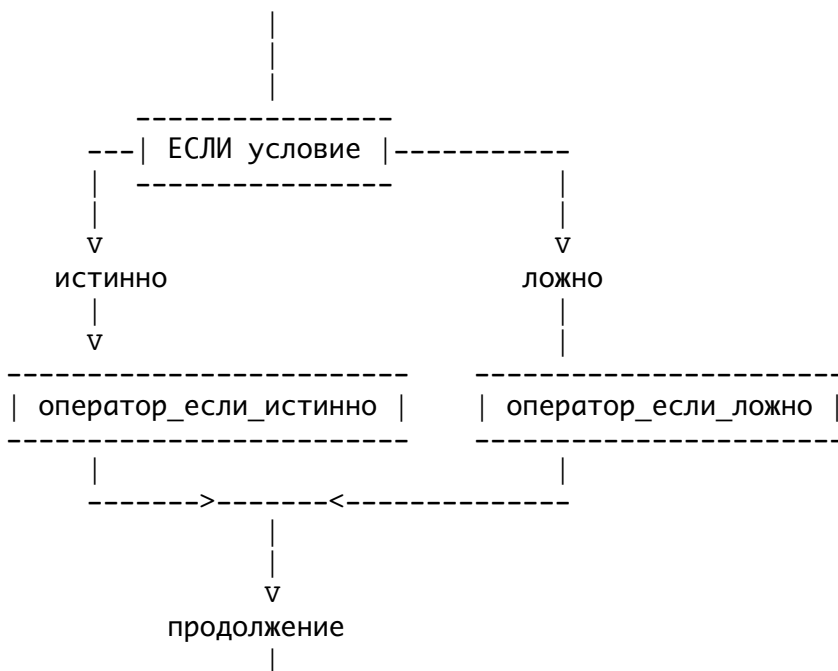 ЕСЛИ условие
истинно ложно
оператор_если_истинно оператор_если_ложно
продолжение